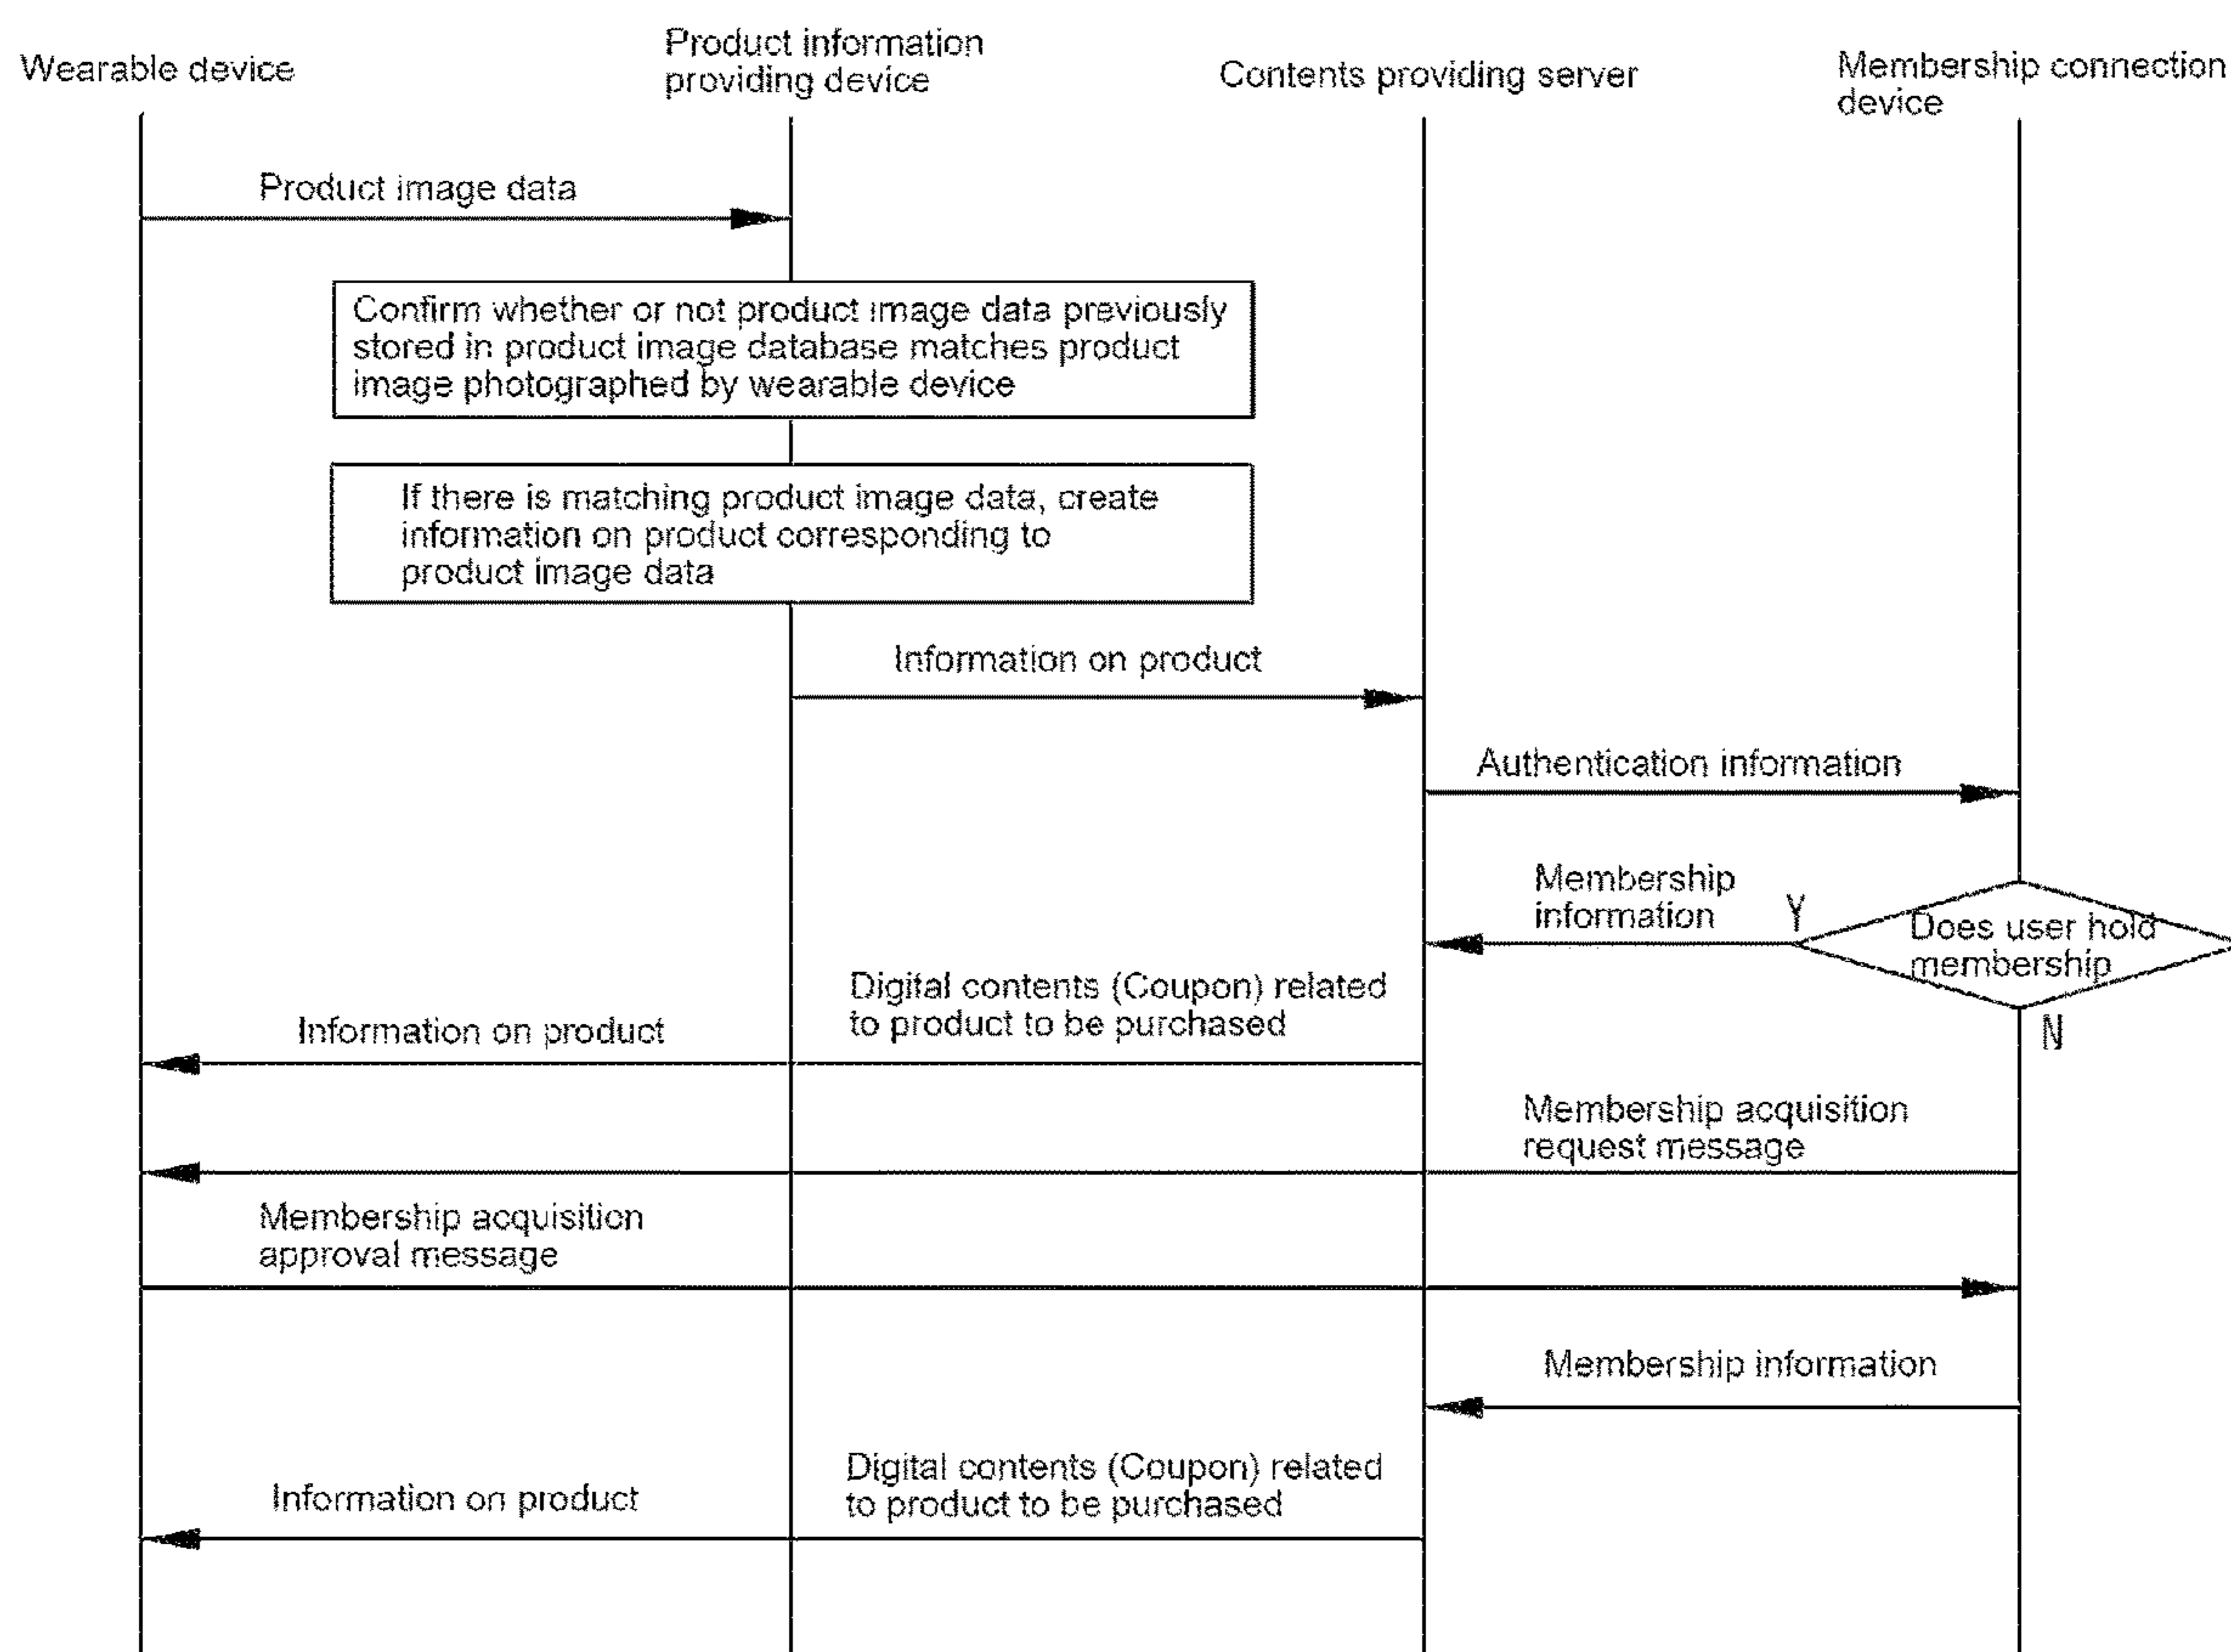 Wearable device
Product information
providing device
Contents providing server
Membership connection
device
Product image data
Confirm whether or not product image data previously
stored in product image database matches product
image photographed by wearable device
If there is matching product image data, create
information on product corresponding to
product image data
Information on product
Authentication information
Membership
information
Y
Does user hold
membership
N
Digital contents (Coupon) related
to product to be purchased
Information on product
Membership acquisition
request message
Membership acquisition
approval message
Membership information
Digital contents (Coupon) related
to product to be purchased
Information on product